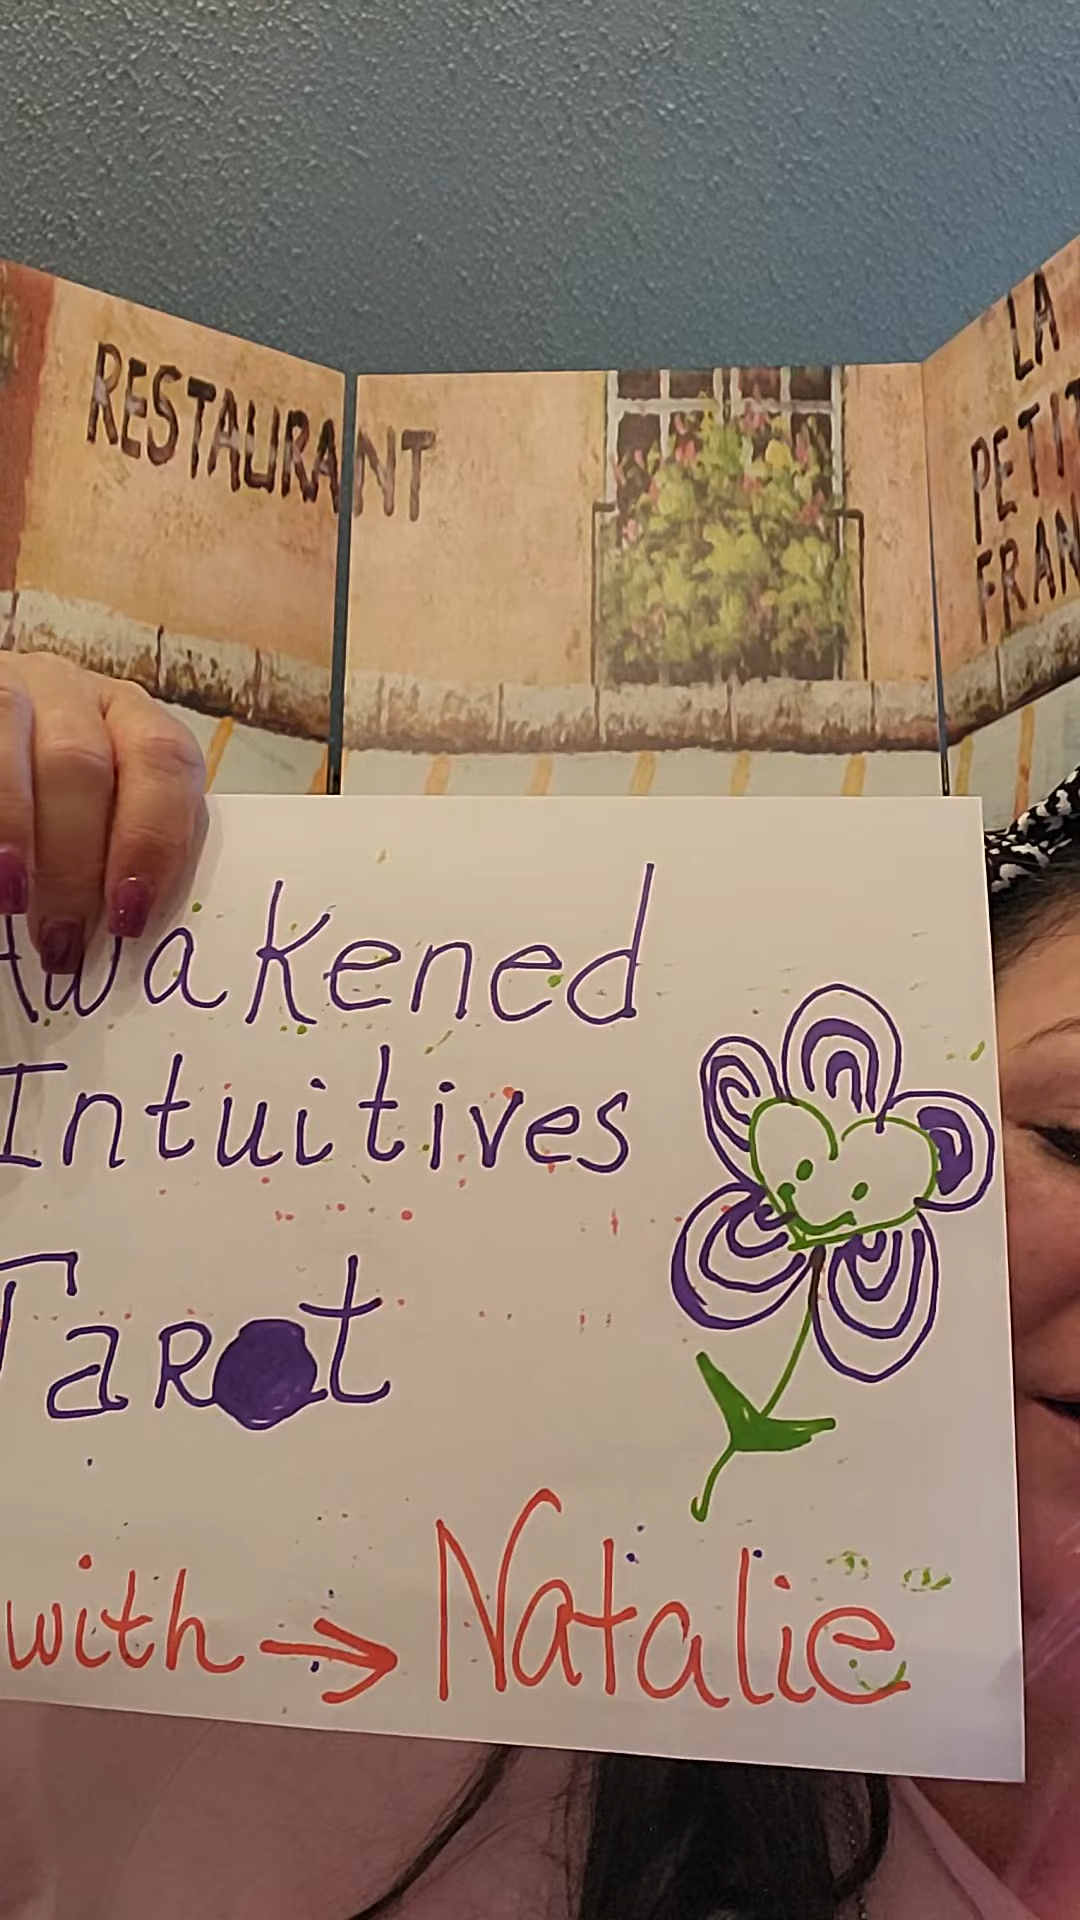 RESTAURANT
LA
PETIT
FRAN
Awakened
Intuitives
Tarot
with → Natalie